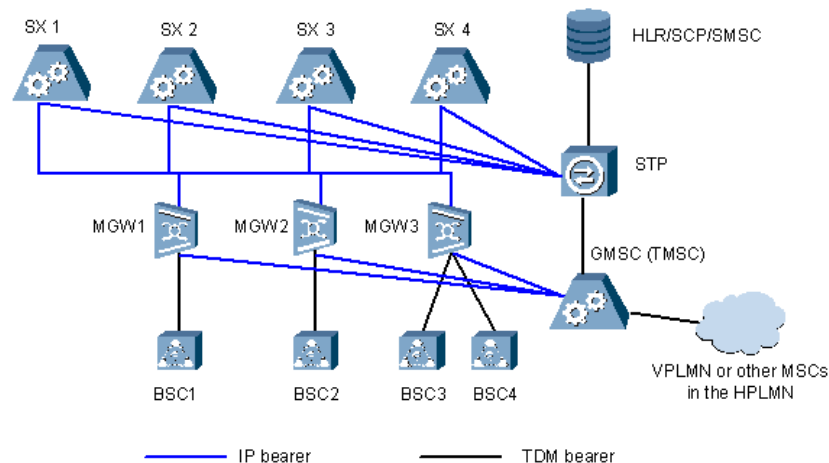 SX 1
SX 2
SX 3
SX 4
HLR/SCP/SMSC
STP
MGW1
MGW2
MGW3
GMSC (TMSC)
BSC1
BSC2
BSC3
BSC4
VPLMN or other MSCs
in the HPLMN
IP bearer
TDM bearer